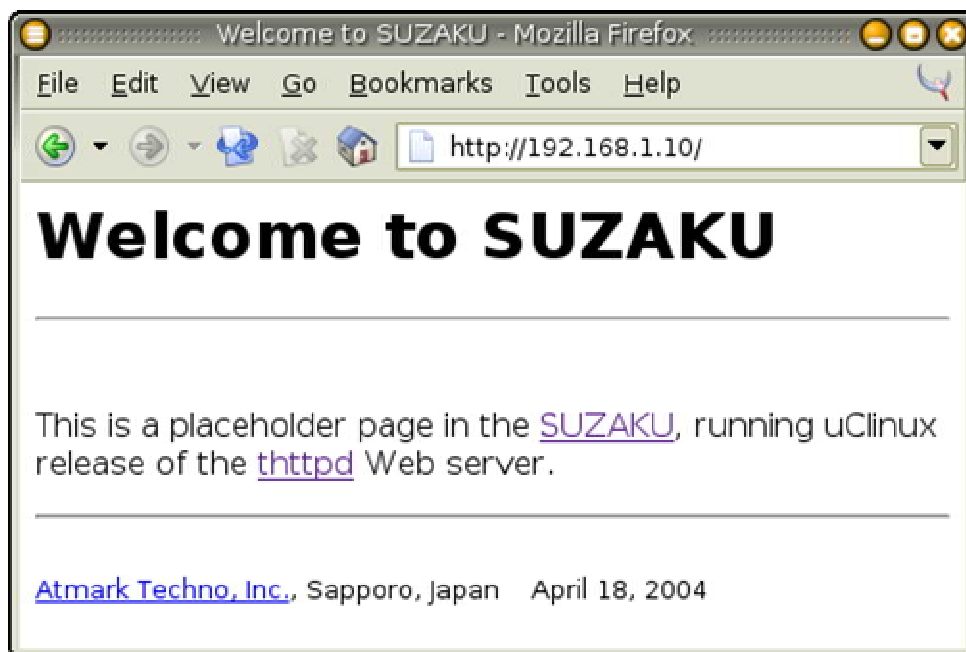 Welcome to SUZAKU - Mozilla Firefox
File Edit View Go Bookmarks Tools Help
http://192.168.1.10/
Welcome to SUZAKU
This is a placeholder page in the SUZAKU, running uClinux
release of the thttpd Web server.
Atmark Techno, Inc., Sapporo, Japan April 18, 2004